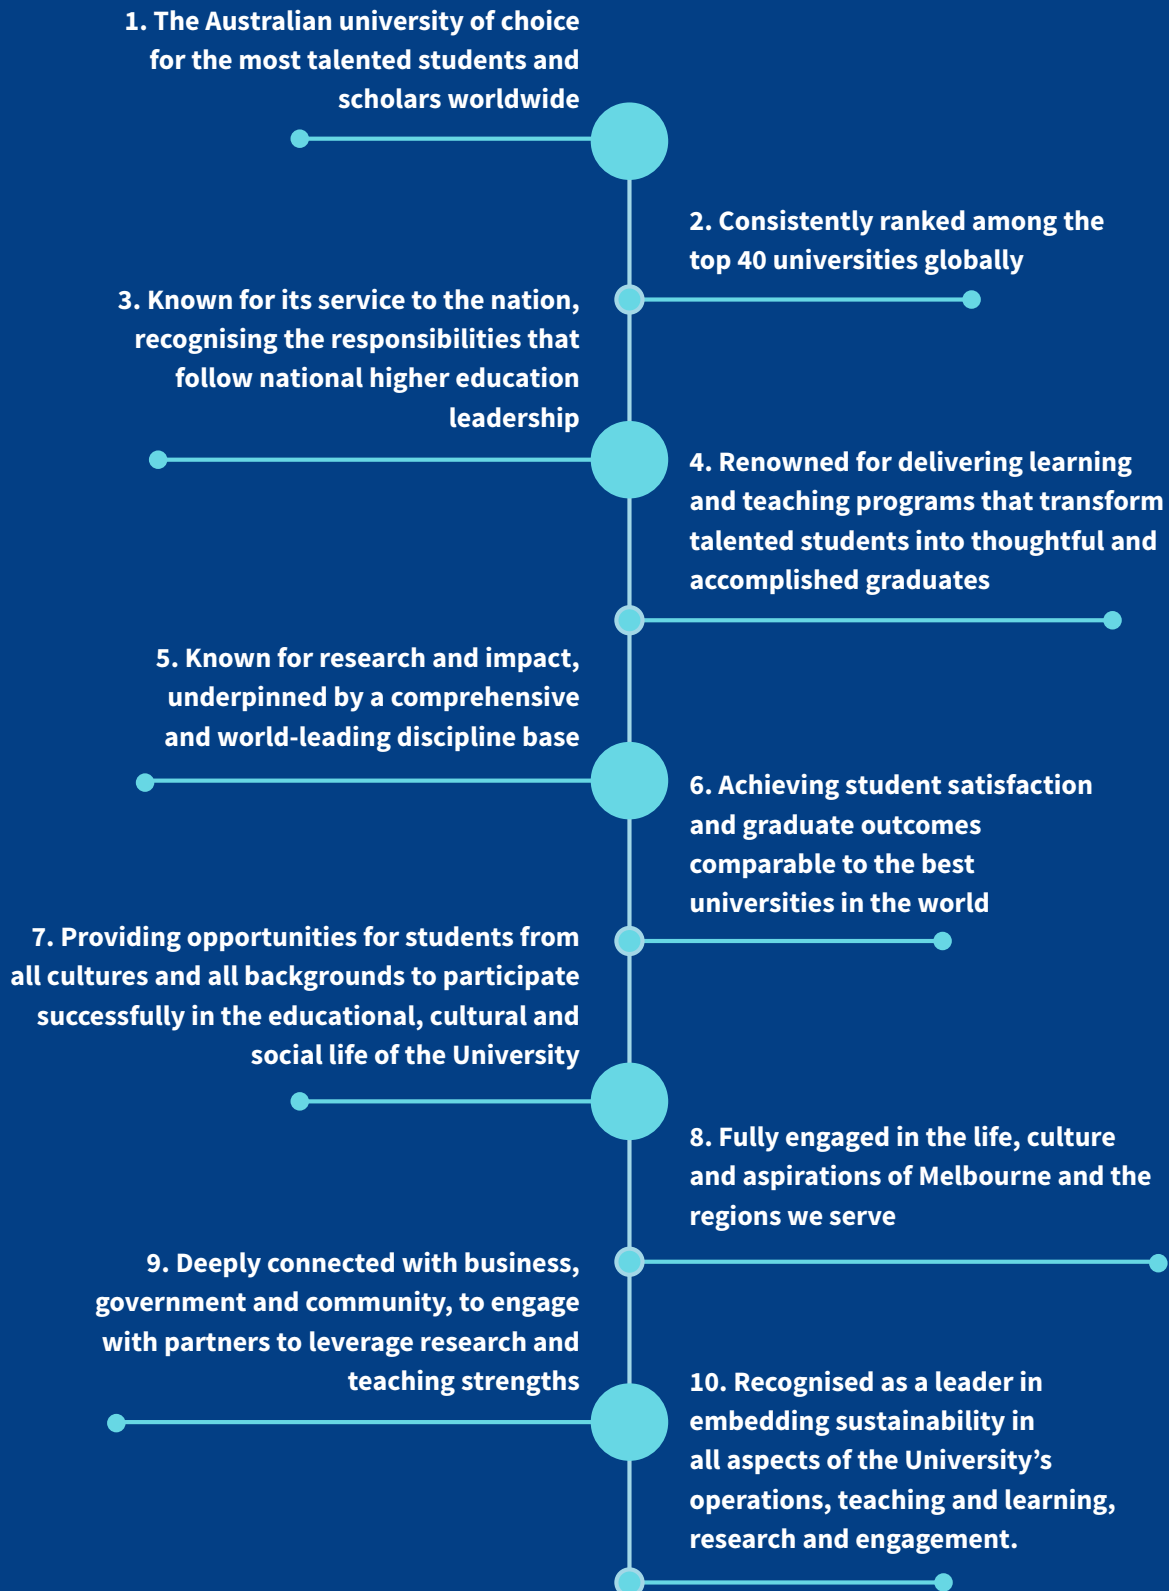 1. The Australian university of choice
for the most talented students and
scholars worldwide
2. Consistently ranked among the
top 40 universities globally
3. Known for its service to the nation,
recognising the responsibilities that
follow national higher education
leadership
4. Renowned for delivering learning
and teaching programs that transform
talented students into thoughtful and
accomplished graduates
5. Known for research and impact,
underpinned by a comprehensive
and world-leading discipline base
6. Achieving student satisfaction
and graduate outcomes
comparable to the best
universities in the world
7. Providing opportunities for students from
all cultures and all backgrounds to participate
successfully in the educational, cultural and
social life of the University
8. Fully engaged in the life, culture
and aspirations of Melbourne and the
regions we serve
9. Deeply connected with business,
government and community, to engage
with partners to leverage research and
teaching strengths
10. Recognised as a leader in
embedding sustainability in
all aspects of the University’s
operations, teaching and learning,
research and engagement.